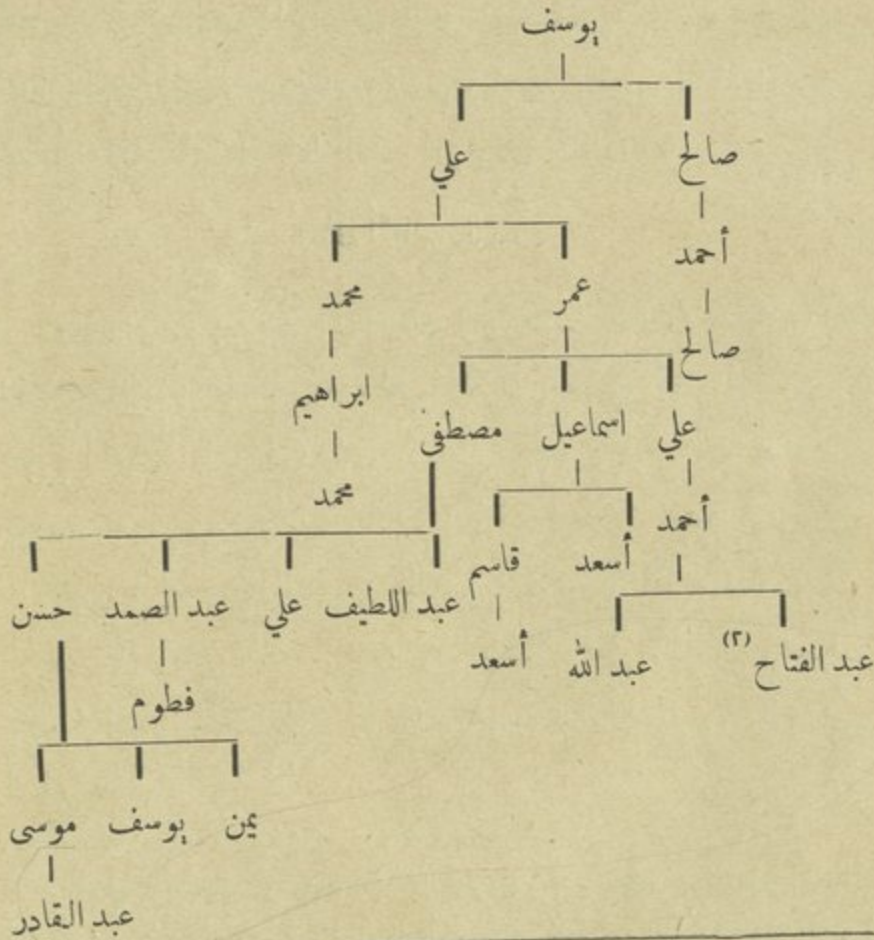 يوسف
صالح علي
أحمد
عمر محمد
صالح
ابراهيم
علي اسماعيل مصطفى
محمد
أحمد
أسعد قاسم
عبد اللطيف علي عبد الصمد حسن
عبد الفتاح (٢) عبد الله أسعد
فطوم
يمن يوسف موسى
عبد القادر